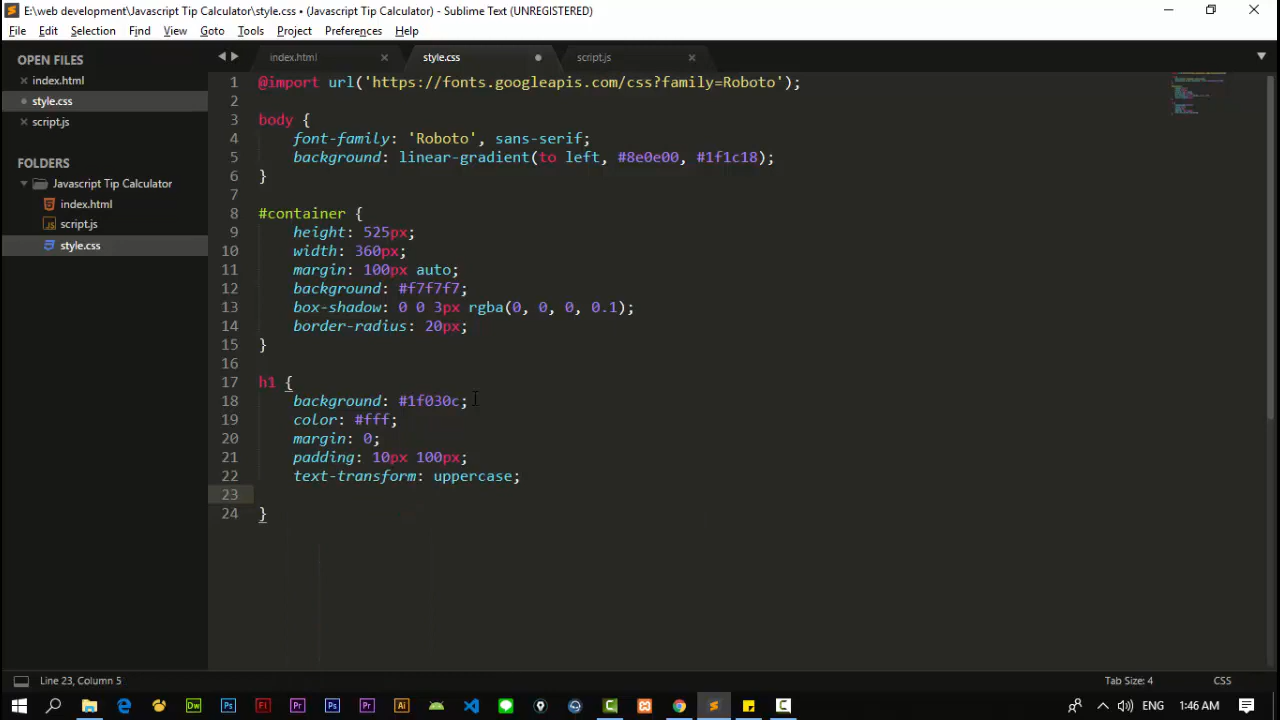 E:\web development\Javascript Tip Calculator\style.css • (Javascript Tip Calculator) - Sublime Text (UNREGISTERED)
File Edit Selection Find View Goto Tools Project Preferences Help
OPEN FILES
index.html
style.css
script.js
FOLDERS
Javascript Tip Calculator
index.html
script.js
style.css
index.html style.css script.js
1 @import url('https://fonts.googleapis.com/css?family=Roboto');
2
3 body {
4 font-family: 'Roboto', sans-serif;
5 background: linear-gradient(to left, #8e0e00, #1f1c18);
6 }
7
8 #container {
9 height: 525px;
10 width: 360px;
11 margin: 100px auto;
12 background: #f7f7f7;
13 box-shadow: 0 0 3px rgba(0, 0, 0, 0.1);
14 border-radius: 20px;
15 }
16
17 h1 {
18 background: #1f030c;
19 color: #fff;
20 margin: 0;
21 padding: 10px 100px;
22 text-transform: uppercase;
23
24 }
Line 23, Column 5 Tab Size: 4 CSS
Dw Ps Fl Pr Ps Pr Ai ENG 1:46 AM